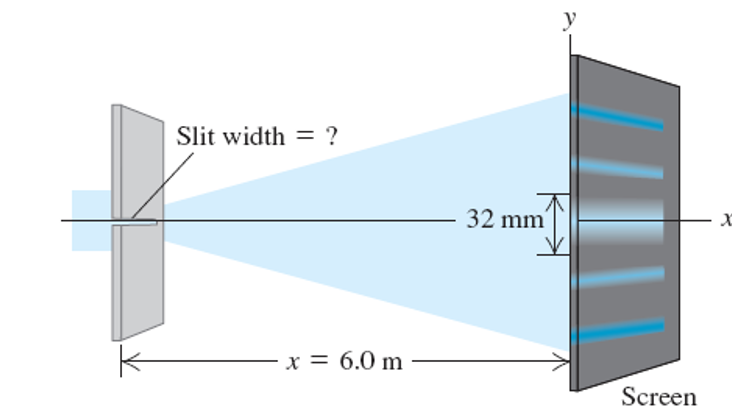 y
Slit width = ?
32 mm
x
x = 6.0 m
Screen